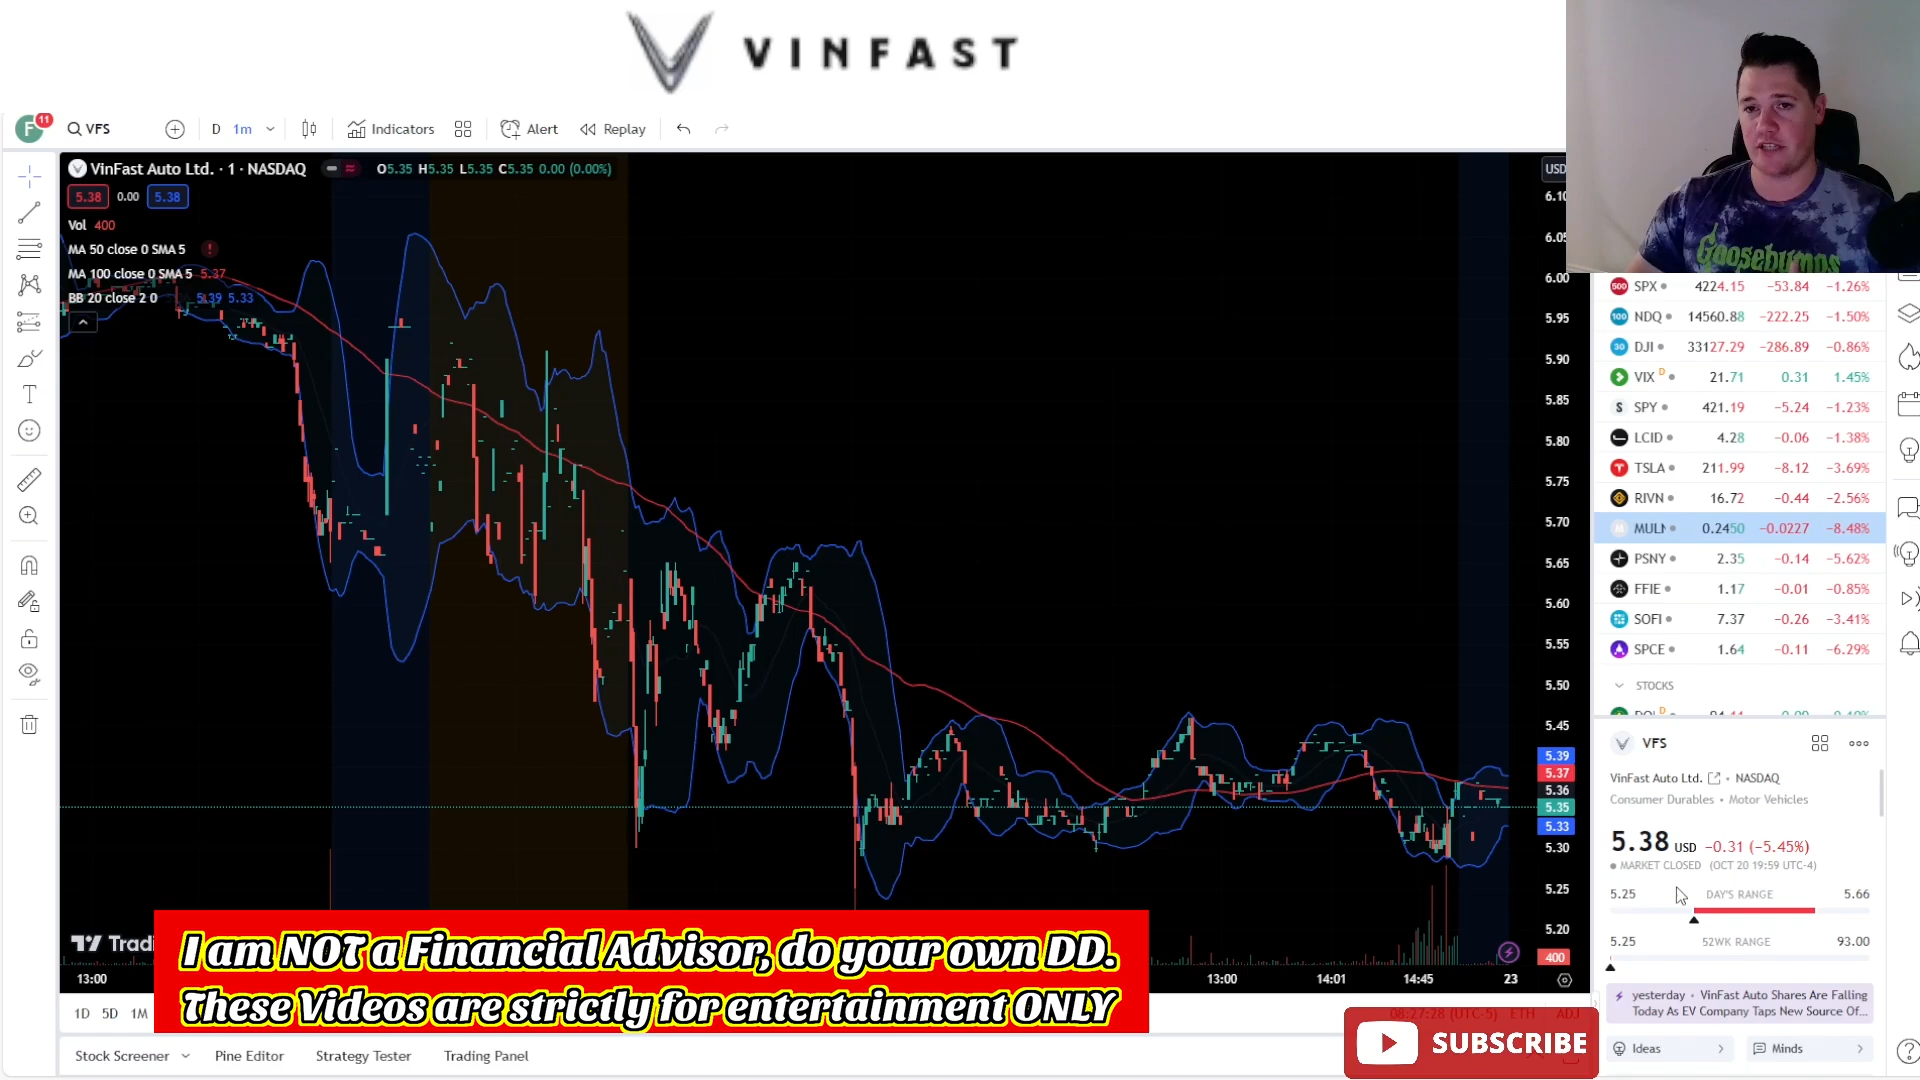 VINFAST
F 11 VFS D 1m Indicators Alert Replay
VinFast Auto Ltd. · 1 · NASDAQ O5.35 H5.35 L5.35 C5.35 0.00 (0.00%)
5.38 0.00 5.38
Vol 400
MA 50 close 0 SMA 5 !
MA 100 close 0 SMA 5 5.37
BB 20 close 2 0 5.39 5.33
Goosebumps
USD
6.10
6.05
6.00
5.95
5.90
5.85
5.80
5.75
5.70
5.65
5.60
5.55
5.50
5.45
5.39
5.37
5.36
5.35
5.33
5.30
5.25
5.20
400
500 SPX 4224.15 −53.84 −1.26%
100 NDQ 14560.88 −222.25 −1.50%
30 DJI 33127.29 −286.89 −0.86%
VIX D 21.71 0.31 1.45%
S SPY 421.19 −5.24 −1.23%
LCID 4.28 −0.06 −1.38%
TSLA 211.99 −8.12 −3.69%
RIVN 16.72 −0.44 −2.56%
MULN 0.2450 −0.0227 −8.48%
PSNY 2.35 −0.14 −5.62%
FFIE 1.17 −0.01 −0.85%
SOFI 7.37 −0.26 −3.41%
SPCE 1.64 −0.11 −6.29%
STOCKS
VFS
VinFast Auto Ltd. • NASDAQ
Consumer Durables • Motor Vehicles
5.38 USD −0.31 (−5.45%)
MARKET CLOSED (OCT 20 19:59 UTC-4)
5.25 DAY'S RANGE 5.66
5.25 52WK RANGE 93.00
yesterday • VinFast Auto Shares Are Falling
Today As EV Company Taps New Source Of...
Ideas Minds
Tradi
I am NOT a Financial Advisor, do your own DD.
These Videos are strictly for entertainment ONLY
13:00 13:00 14:01 14:45 23
1D 5D 1M 08:27:28 (UTC-5) ETH ADJ
SUBSCRIBE
Stock Screener Pine Editor Strategy Tester Trading Panel